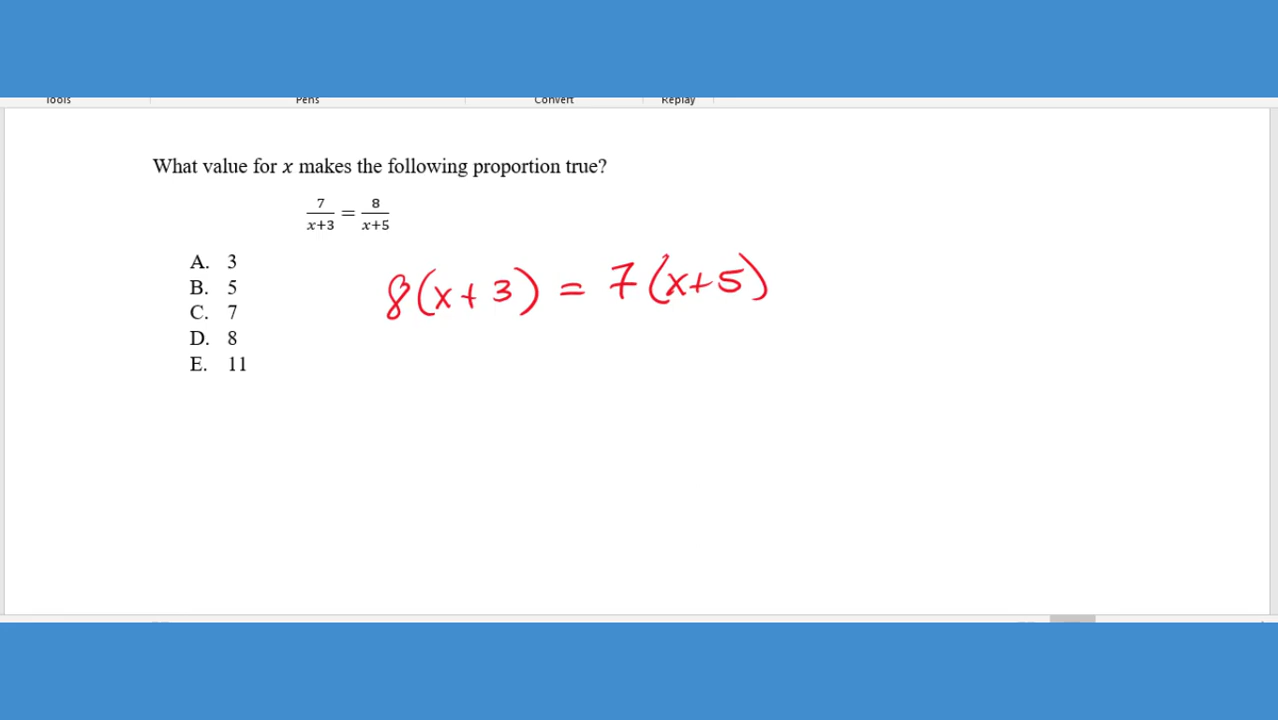 Tools Pens Convert Replay
What value for x makes the following proportion true?
7/x+3 = 8/x+5
A. 3
B. 5
C. 7
D. 8
E. 11
8(x+3) = 7(x+5)